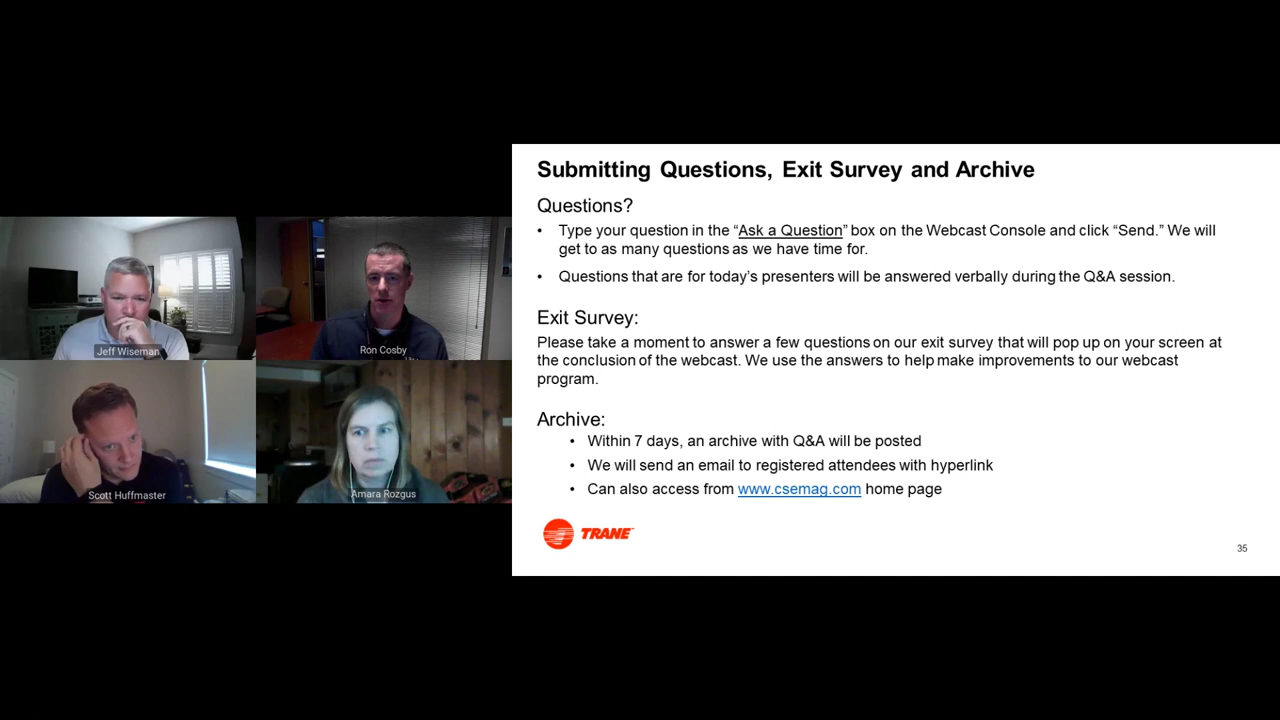 Submitting Questions, Exit Survey and Archive
Questions?
• Type your question in the “Ask a Question” box on the Webcast Console and click “Send.” We will
get to as many questions as we have time for.
• Questions that are for today’s presenters will be answered verbally during the Q&A session.
Exit Survey:
Please take a moment to answer a few questions on our exit survey that will pop up on your screen at
the conclusion of the webcast. We use the answers to help make improvements to our webcast
program.
Archive:
• Within 7 days, an archive with Q&A will be posted
• We will send an email to registered attendees with hyperlink
• Can also access from www.csemag.com home page
TRANE
35
Jeff Wiseman
Ron Cosby
Scott Huffmaster
Amara Rozgus